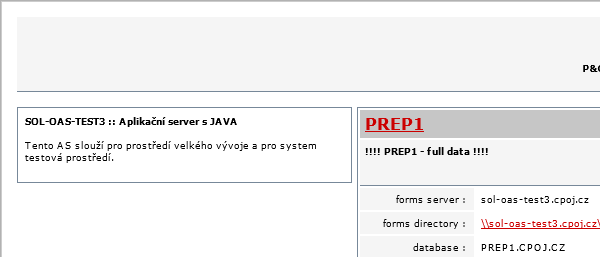 SOL-OAS-TEST3 :: Aplikační server s JAVA
Tento AS slouží pro prostředí velkého vývoje a pro system
testová prostředí.
PREP1
!!!! PREP1 - full data !!!!
forms server : sol-oas-test3.cpoj.cz
forms directory : \\sol-oas-test3.cpoj.cz\
database : PREP1.CPOJ.CZ